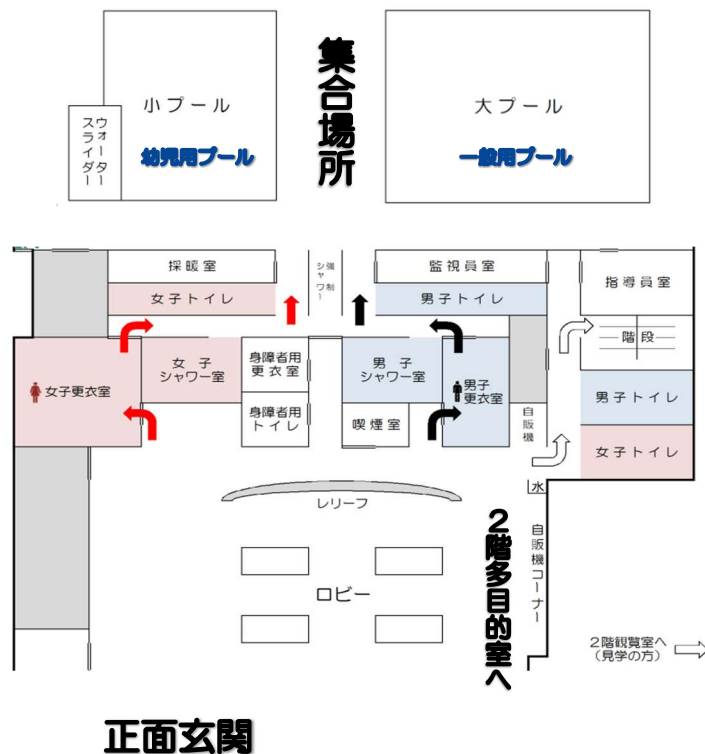 集合場所
小プール
幼児用プール
ウォーター
スライダー
大プール
一般用プール
採暖室
強制
シャワー
監視員室
指導員室
女子トイレ
男子トイレ
階段
女子更衣室
女子
シャワー室
身障者用
更衣室
男子
シャワー室
男子
更衣室
男子トイレ
身障者用
トイレ
喫煙室
自販機
女子トイレ
レリーフ
水
自販機コーナー
2階多目的室へ
ロビー
2階観覧室へ
(見学の方)
正面玄関